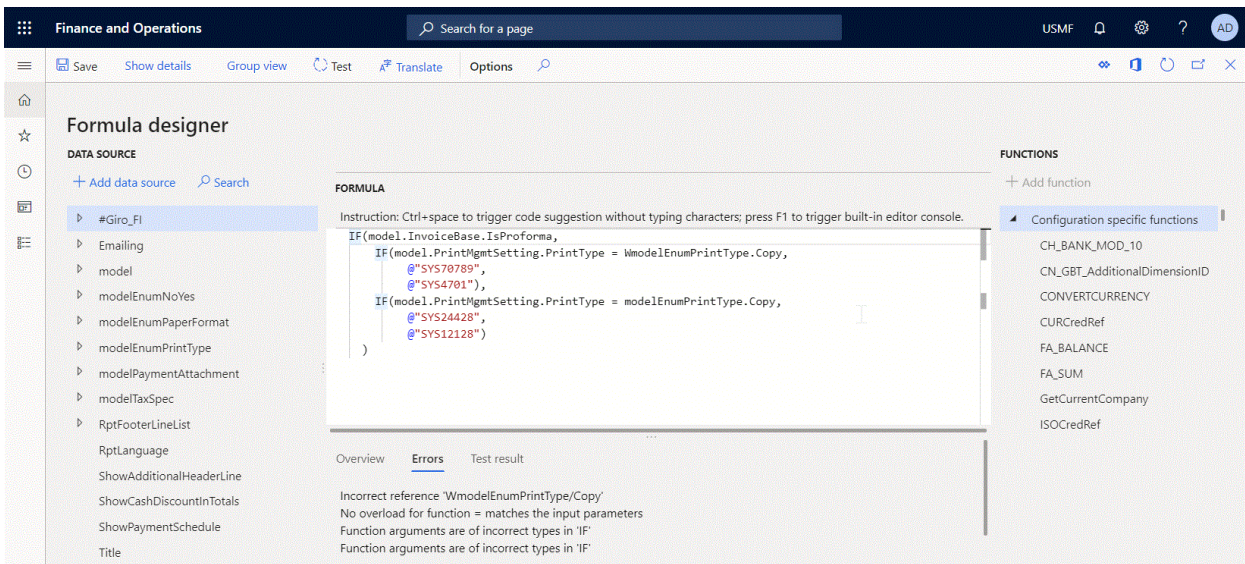 Finance and Operations
Search for a page
USMF
AD
Save Show details Group view Test Translate Options
Formula designer
DATA SOURCE
Add data source Search
#Giro_FI
Emailing
model
modelEnumNoYes
modelEnumPaperFormat
modelEnumPrintType
modelPaymentAttachment
modelTaxSpec
RptFooterLineList
RptLanguage
ShowAdditionalHeaderLine
ShowCashDiscountInTotals
ShowPaymentSchedule
Title
FORMULA
Instruction: Ctrl+space to trigger code suggestion without typing characters; press F1 to trigger built-in editor console.
IF(model.InvoiceBase.IsProforma,
IF(model.PrintMgmtSetting.PrintType = WmodelEnumPrintType.Copy,
@"SYS70789",
@"SYS4701"),
IF(model.PrintMgmtSetting.PrintType = modelEnumPrintType.Copy,
@"SYS24428",
@"SYS12128")
)
Overview Errors Test result
Incorrect reference 'WmodelEnumPrintType/Copy'
No overload for function = matches the input parameters
Function arguments are of incorrect types in 'IF'
Function arguments are of incorrect types in 'IF'
FUNCTIONS
Add function
Configuration specific functions
CH_BANK_MOD_10
CN_GBT_AdditionalDimensionID
CONVERTCURRENCY
CURCredRef
FA_BALANCE
FA_SUM
GetCurrentCompany
ISOCredRef